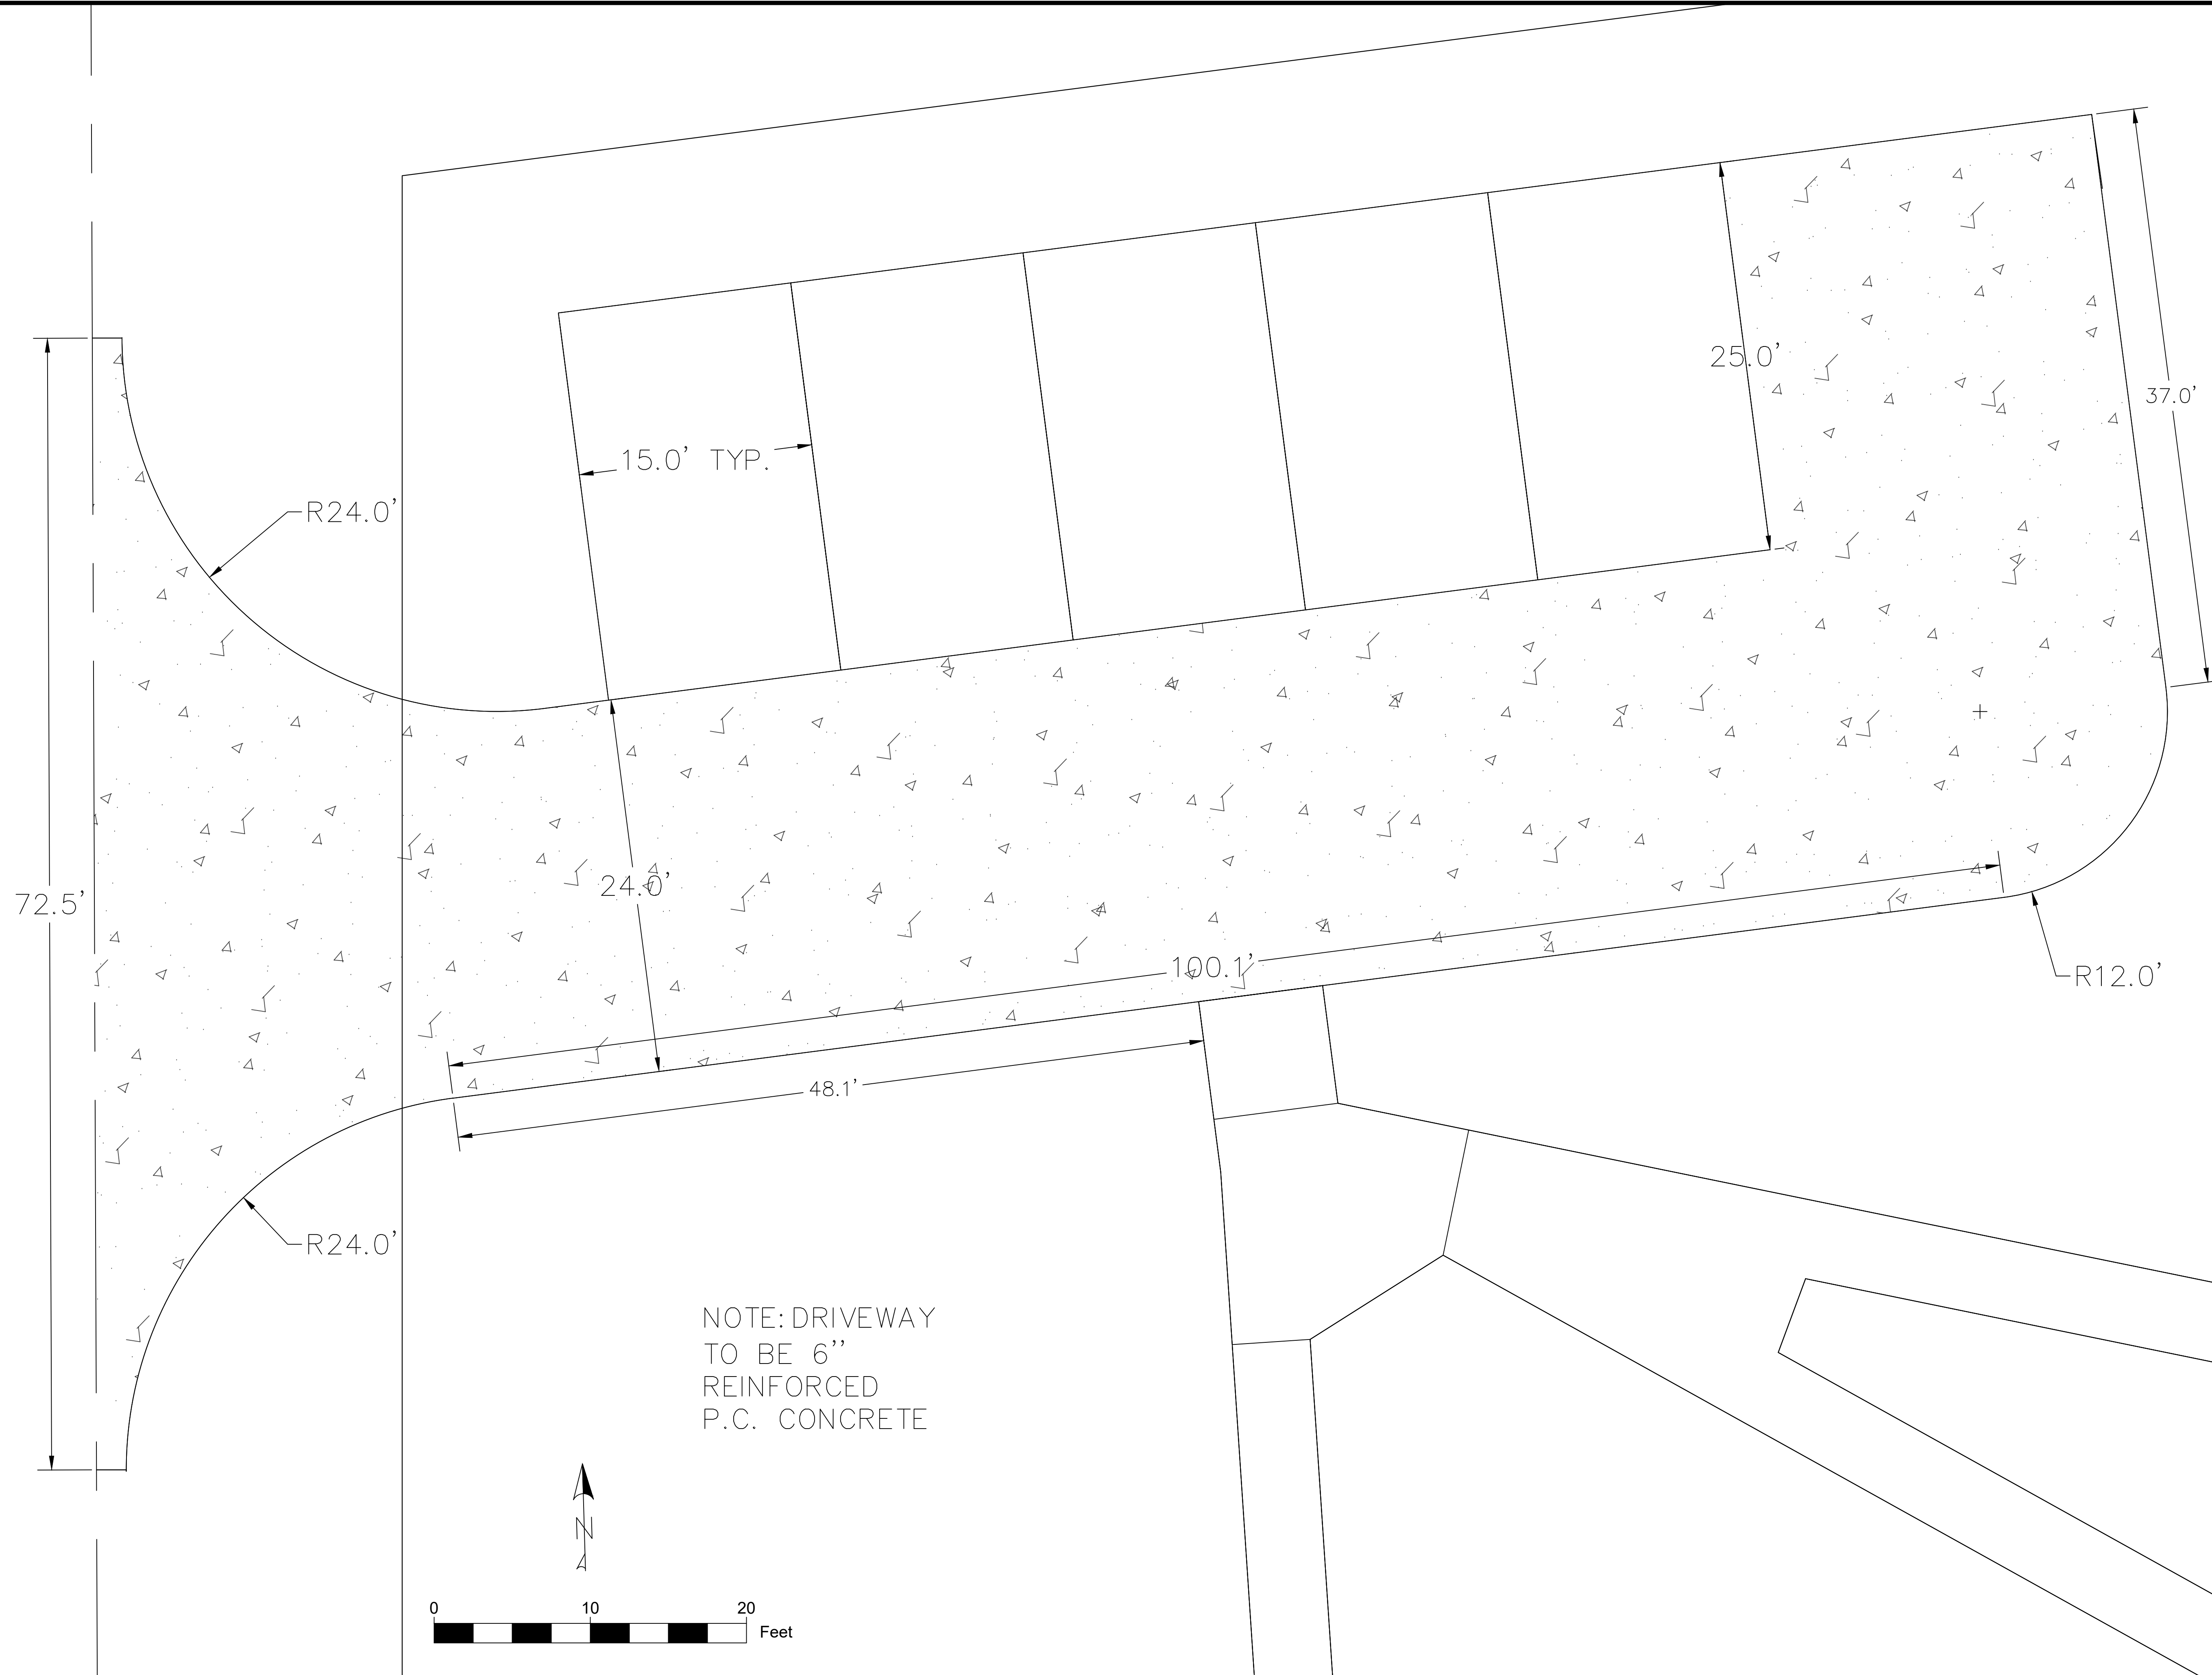 25.0'
37.0'
15.0' TYP.
R24.0'
72.5'
24.0'
100.1'
R12.0'
48.1'
R24.0'
NOTE: DRIVEWAY
TO BE 6''
REINFORCED
P.C. CONCRETE
N
0 10 20
Feet